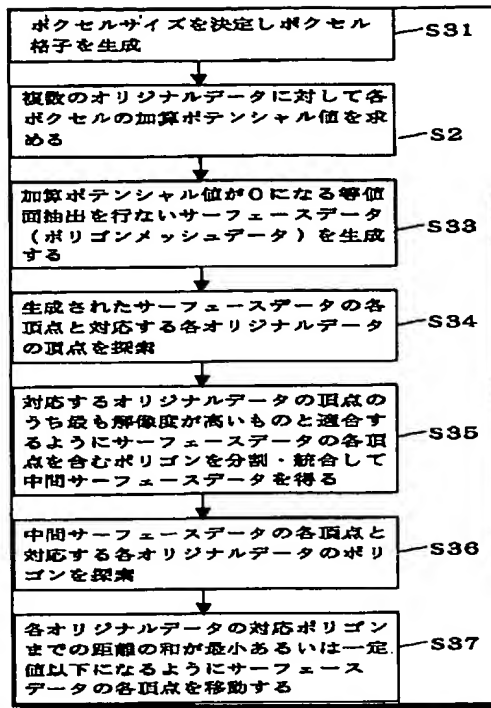 ボクセルサイズを決定しボクセル
格子を生成
S31
複数のオリジナルデータに対して各
ボクセルの加算ポテンシャル値を求
める
S2
加算ポテンシャル値が0になる等値
面抽出を行ないサーフェースデータ
(ポリゴンメッシュデータ)を生成
する
S33
生成されたサーフェースデータの各
頂点と対応する各オリジナルデータ
の頂点を探索
S34
対応するオリジナルデータの頂点の
うち最も解像度が高いものと適合す
るようにサーフェースデータの各頂
点を含むポリゴンを分割・統合して
中間サーフェースデータを得る
S35
中間サーフェースデータの各頂点と
対応する各オリジナルデータのポリ
ゴンを探索
S36
各オリジナルデータの対応ポリゴン
までの距離の和が最小あるいは一定
値以下になるようにサーフェース
データの各頂点を移動する
S37